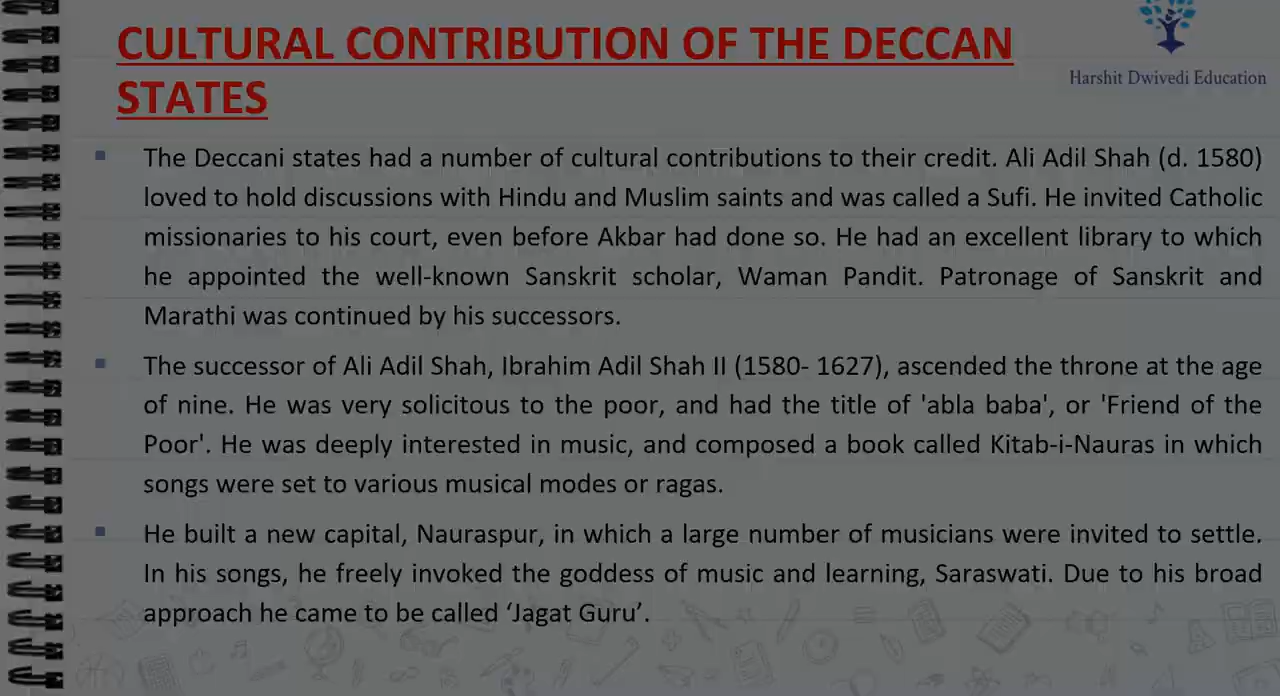 CULTURAL CONTRIBUTION OF THE DECCAN
STATES
Harshit Dwivedi Education
The Deccani states had a number of cultural contributions to their credit. Ali Adil Shah (d. 1580)
loved to hold discussions with Hindu and Muslim saints and was called a Sufi. He invited Catholic
missionaries to his court, even before Akbar had done so. He had an excellent library to which
he appointed the well-known Sanskrit scholar, Waman Pandit. Patronage of Sanskrit and
Marathi was continued by his successors.
The successor of Ali Adil Shah, Ibrahim Adil Shah II (1580- 1627), ascended the throne at the age
of nine. He was very solicitous to the poor, and had the title of 'abla baba', or 'Friend of the
Poor'. He was deeply interested in music, and composed a book called Kitab-i-Nauras in which
songs were set to various musical modes or ragas.
He built a new capital, Nauraspur, in which a large number of musicians were invited to settle.
In his songs, he freely invoked the goddess of music and learning, Saraswati. Due to his broad
approach he came to be called ‘Jagat Guru’.